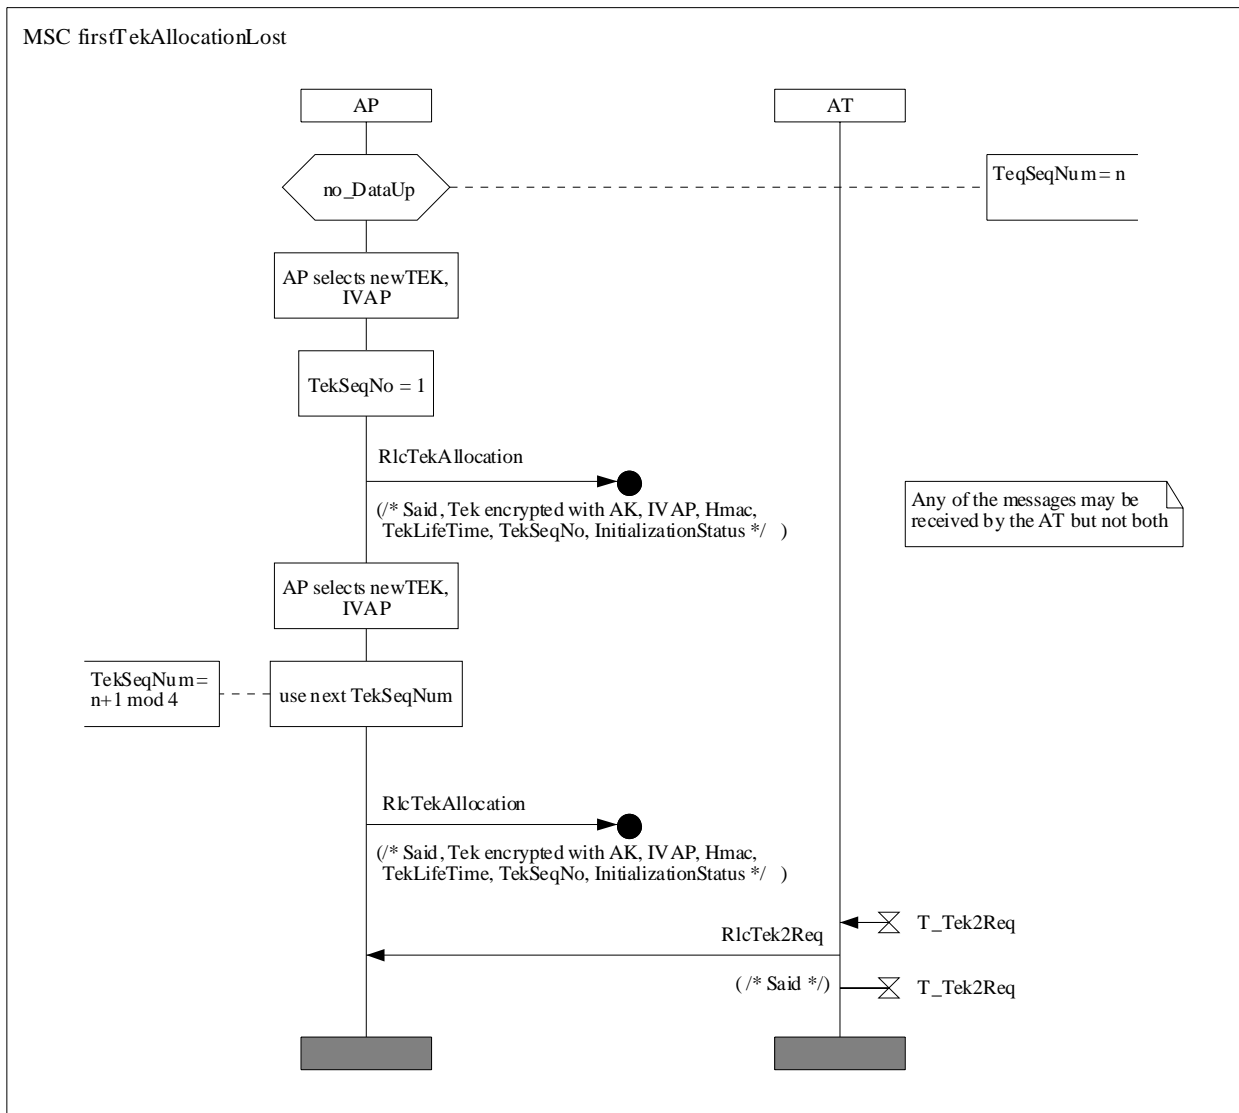 MSC firstTekAllocationLost
AP
AT
no_DataUp
TeqSeqNum = n
AP selects newTEK,
IVAP
TekSeqNo = 1
RlcTekAllocation
(/* Said, Tek encrypted with AK, IVAP, Hmac,
TekLifeTime, TekSeqNo, InitializationStatus */ )
Any of the messages may be
received by the AT but not both
AP selects newTEK,
IVAP
TekSeqNum =
n+1 mod 4
use next TekSeqNum
RlcTekAllocation
(/* Said, Tek encrypted with AK, IVAP, Hmac,
TekLifeTime, TekSeqNo, InitializationStatus */ )
T_Tek2Req
RlcTek2Req
(/* Said */)
T_Tek2Req